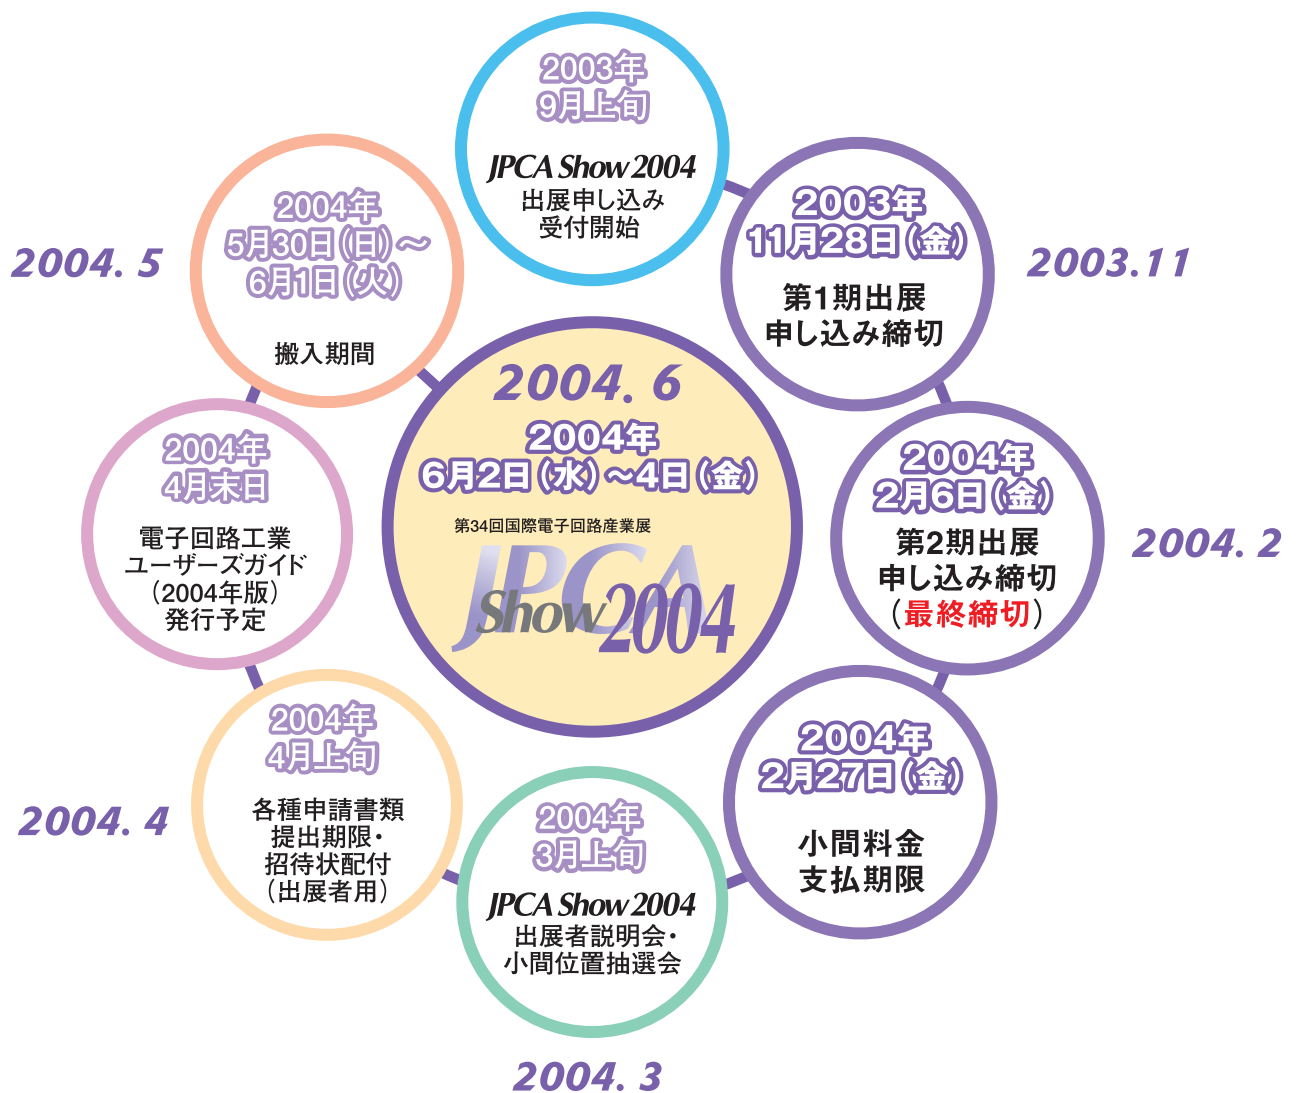 2003年
9月上旬
JPCA Show 2004
出展申し込み
受付開始
2003.11
2003年
11月28日（金）
第1期出展
申し込み締切
2004. 2
2004年
2月6日（金）
第2期出展
申し込み締切
（最終締切）
2004年
2月27日（金）
小間料金
支払期限
2004年
3月上旬
JPCA Show 2004
出展者説明会・
小間位置抽選会
2004. 3
2004. 4
2004年
4月上旬
各種申請書類
提出期限・
招待状配付
（出展者用）
2004年
4月末日
電子回路工業
ユーザーズガイド
（2004年版）
発行予定
2004. 5
2004年
5月30日（日）～
6月1日（火）
搬入期間
2004. 6
2004年
6月2日（水）～4日（金）
第34回国際電子回路産業展
JPCA
Show 2004